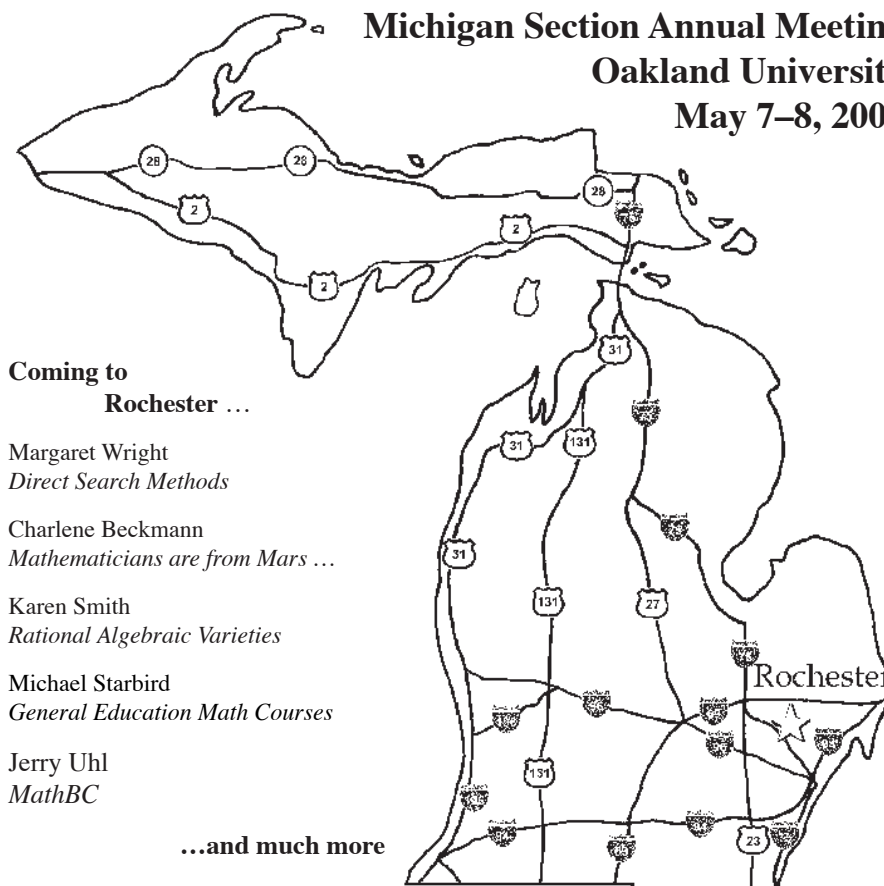 Michigan Section Annual Meetin
Oakland Universit
May 7–8, 200
28
28
28
2
2
2
31
Coming to
Rochester …
131
31
Margaret Wright
Direct Search Methods
Charlene Beckmann
Mathematicians are from Mars …
31
131
27
Karen Smith
Rational Algebraic Varieties
Michael Starbird
General Education Math Courses
Rochester
Jerry Uhl
MathBC
131
23
…and much more